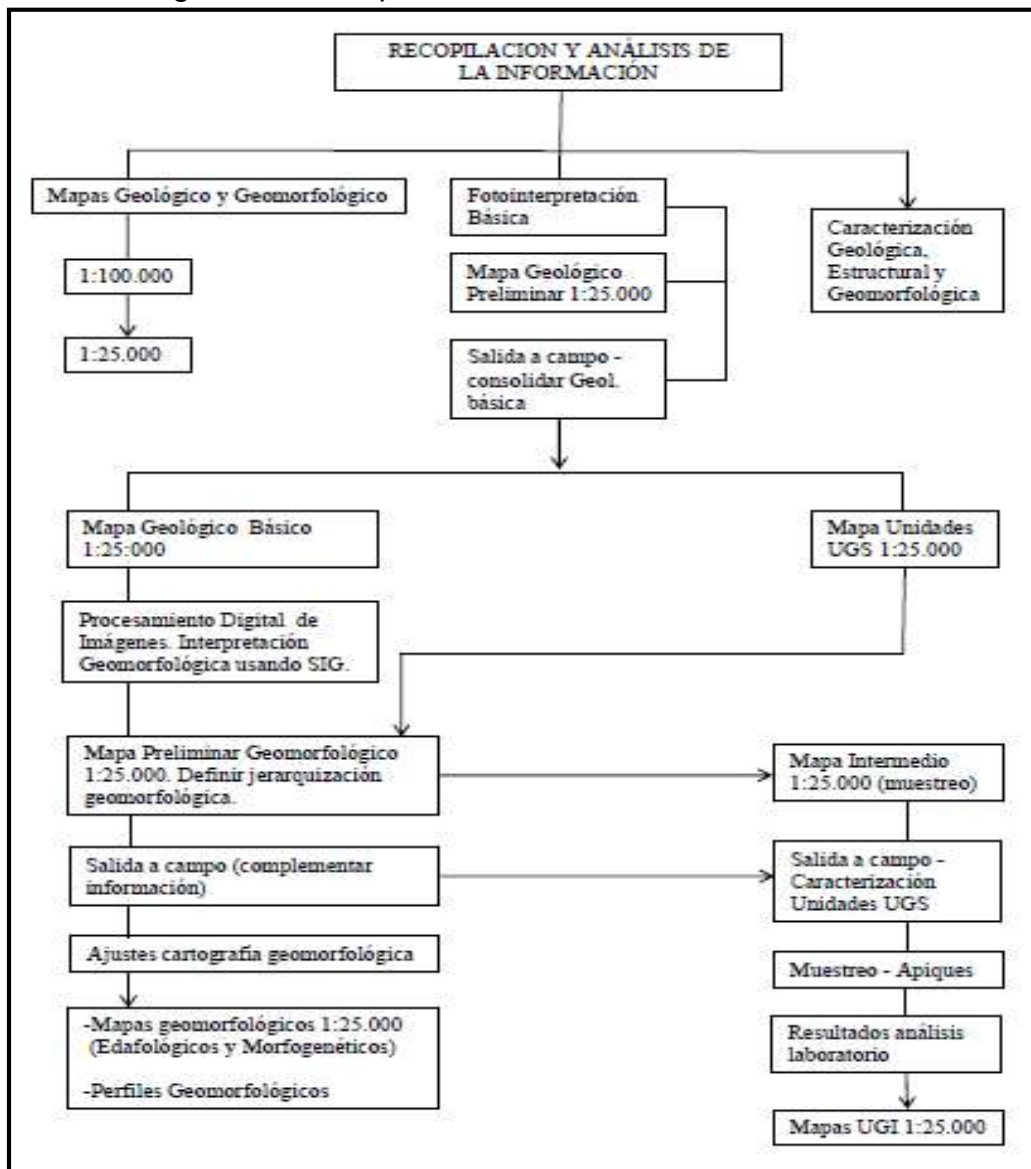 RECOPILACION Y ANÁLISIS DE
LA INFORMACIÓN
Mapas Geológico y Geomorfológico
1:100.000
1:25.000
Fotointerpretación
Básica
Mapa Geológico
Preliminar 1:25.000
Salida a campo -
consolidar Geol.
básica
Caracterización
Geológica,
Estructural y
Geomorfológica
Mapa Geológico Básico
1:25:000
Mapa Unidades
UGS 1:25.000
Procesamiento Digital de
Imágenes. Interpretación
Geomorfológica usando SIG.
Mapa Preliminar Geomorfológico
1:25.000. Definir jerarquización
geomorfológica.
Mapa Intermedio
1:25.000 (muestreo)
Salida a campo (complementar
información)
Salida a campo -
Caracterización
Unidades UGS
Ajustes cartografía geomorfológica
Muestreo - Apiques
-Mapas geomorfológicos 1:25.000
(Edafológicos y Morfogenéticos)
-Perfiles Geomorfológicos
Resultados análisis
laboratorio
Mapas UGI 1:25.000